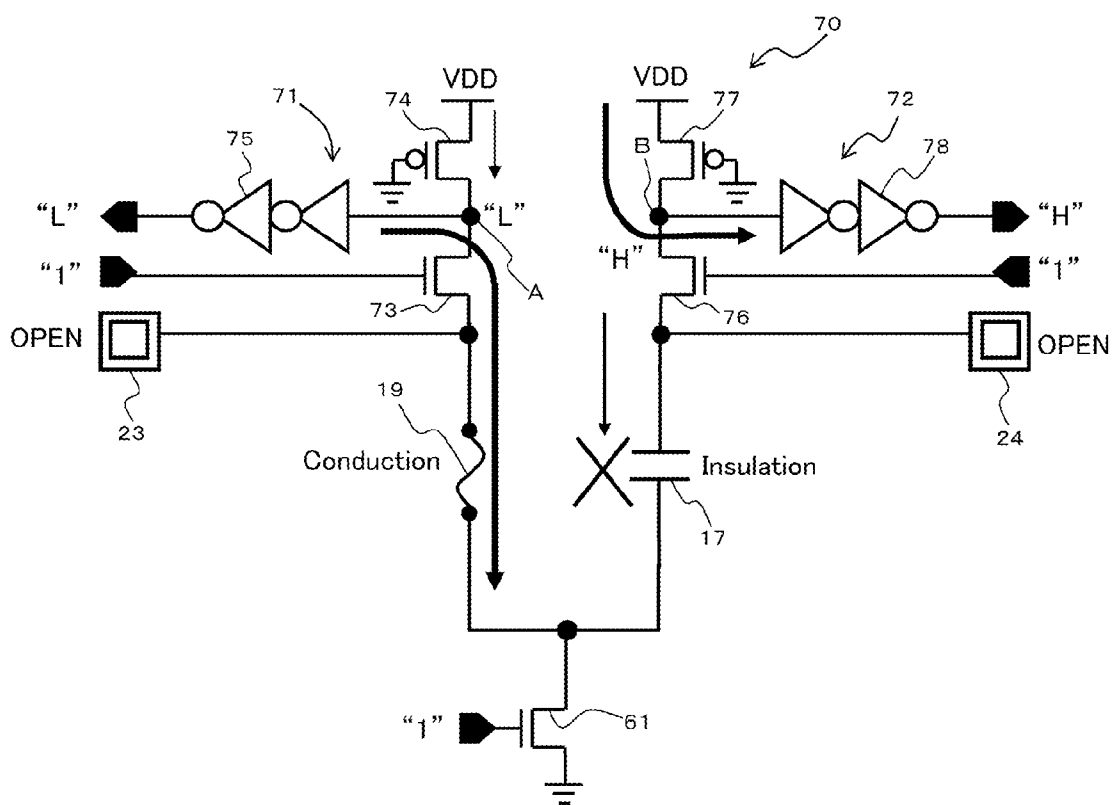 70
VDD
VDD
71
74
77
72
75
B
78
“L”
“L”
“H”
“H”
“1”
A
“1”
73
76
OPEN
OPEN
23
19
24
Conduction
Insulation
17
“1”
61